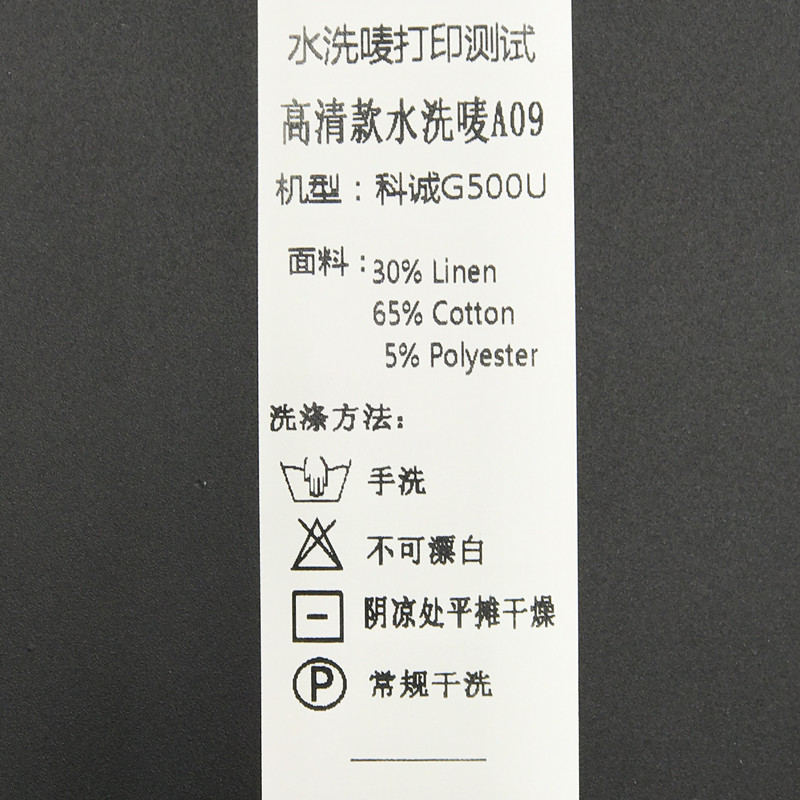 水洗唛打印测试
高清款水洗唛A09
机型：科诚G500U
面料：30% Linen
65% Cotton
5% Polyester
洗涤方法：
手洗
不可漂白
阴凉处平摊干燥
P 常规干洗